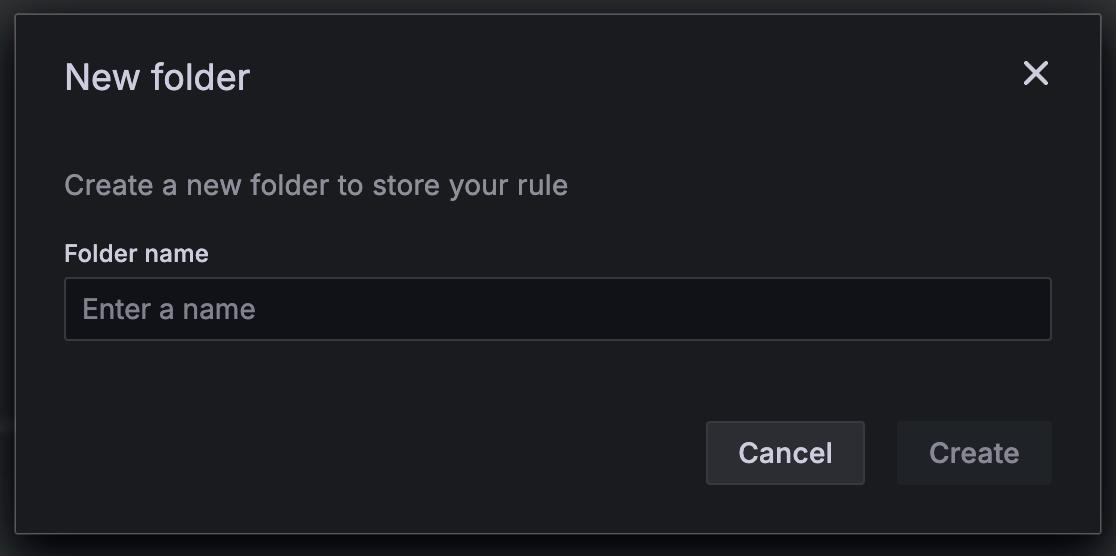 New folder
Create a new folder to store your rule
Folder name
Enter a name
Cancel Create